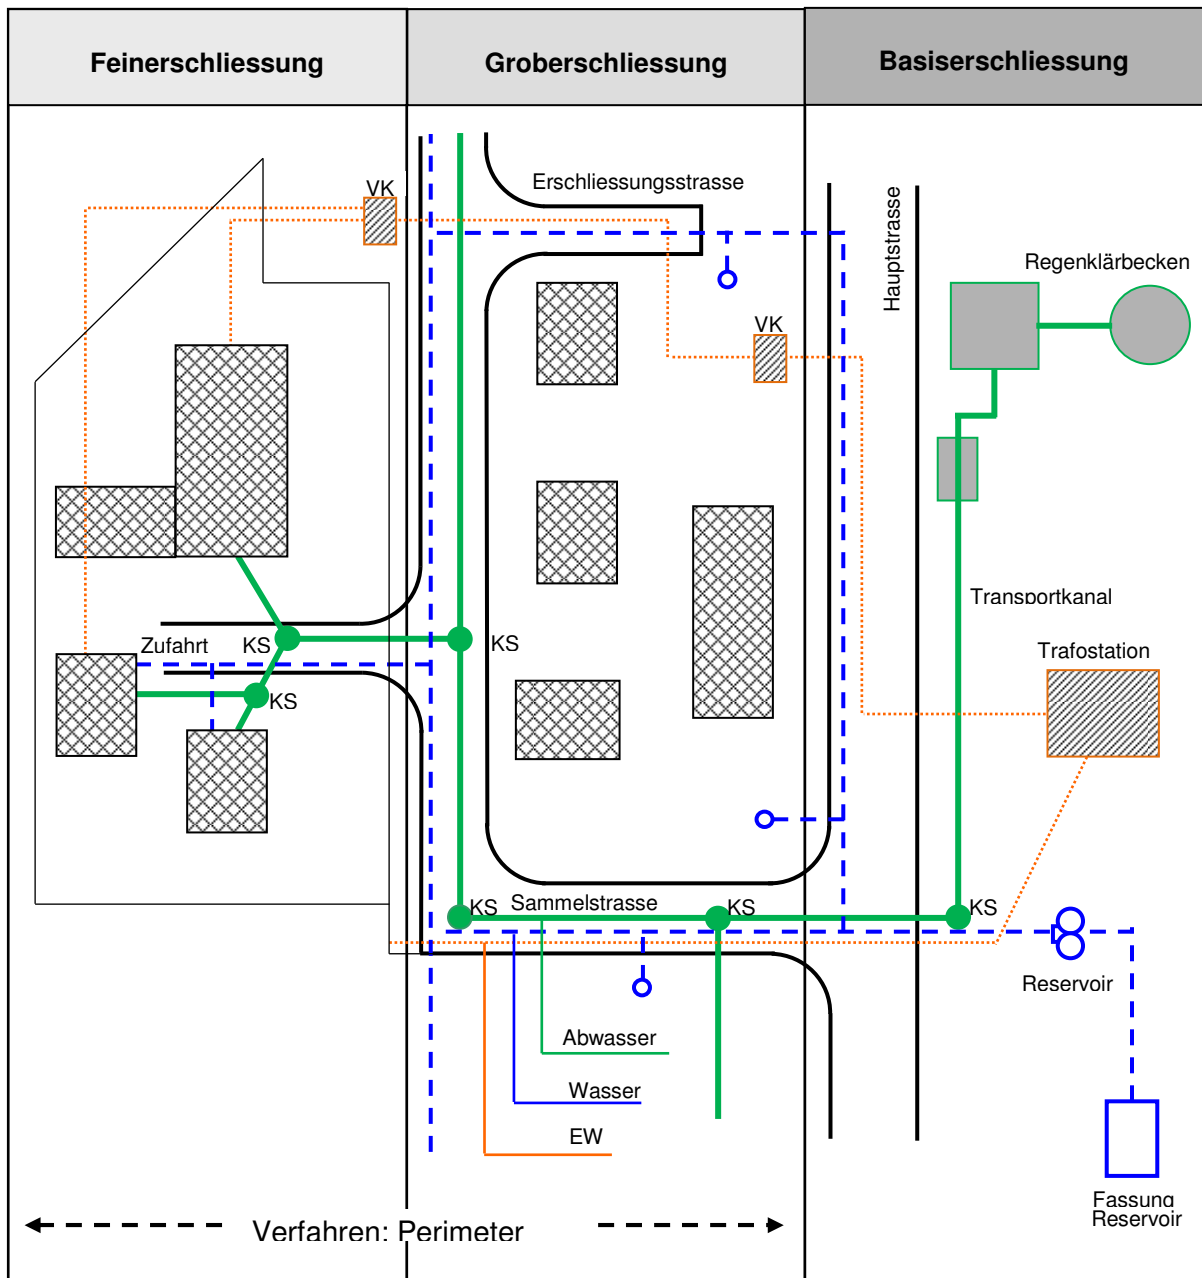 Feinerschliessung
Groberschliessung
Basiserschliessung
VK
Erschliessungsstrasse
Hauptstrasse
Regenklärbecken
VK
Transportkanal
Zufahrt
KS
KS
KS
Trafostation
KS
Sammelstrasse
KS
KS
Reservoir
Abwasser
Wasser
EW
Fassung
Reservoir
Verfahren: Perimeter